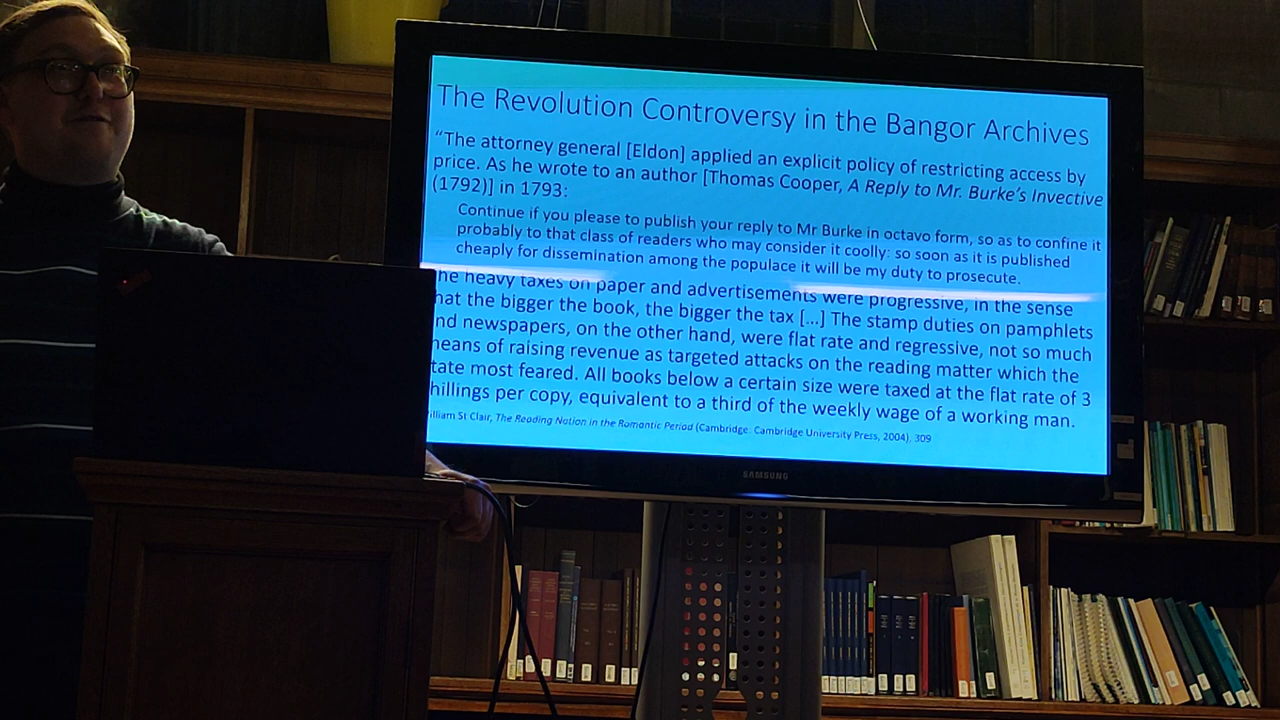 The Revolution Controversy in the Bangor Archives
“The attorney general [Eldon] applied an explicit policy of restricting access by
price. As he wrote to an author [Thomas Cooper, A Reply to Mr. Burke's Invective
(1792)] in 1793:
Continue if you please to publish your reply to Mr Burke in octavo form, so as to confine it
probably to that class of readers who may consider it coolly: so soon as it is published
cheaply for dissemination among the populace it will be my duty to prosecute.
he heavy taxes on paper and advertisements were progressive, in the sense
hat the bigger the book, the bigger the tax [...] The stamp duties on pamphlets
nd newspapers, on the other hand, were flat rate and regressive, not so much
means of raising revenue as targeted attacks on the reading matter which the
tate most feared. All books below a certain size were taxed at the flat rate of 3
hillings per copy, equivalent to a third of the weekly wage of a working man.
illiam St Clair, The Reading Nation in the Romantic Period (Cambridge: Cambridge University Press, 2004), 309
SAMSUNG